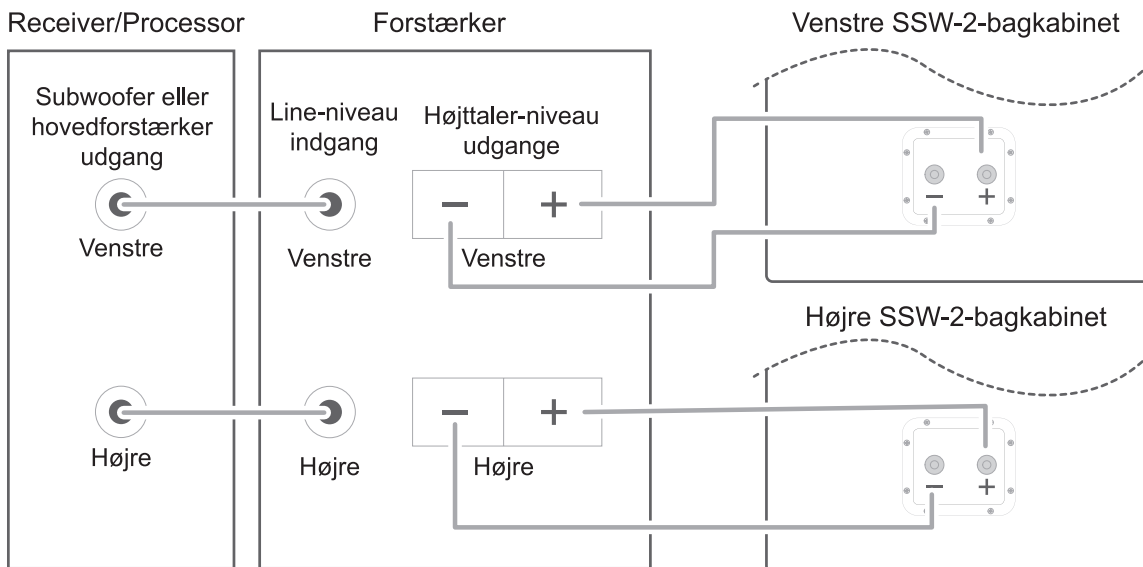 Receiver/Processor
Forstærker
Venstre SSW-2-bagkabinet
Subwoofer eller
hovedforstærker
udgang
Line-niveau
indgang
Højttaler-niveau
udgange
− +
− +
Venstre
Venstre
Venstre
Højre SSW-2-bagkabinet
− +
− +
Højre
Højre
Højre